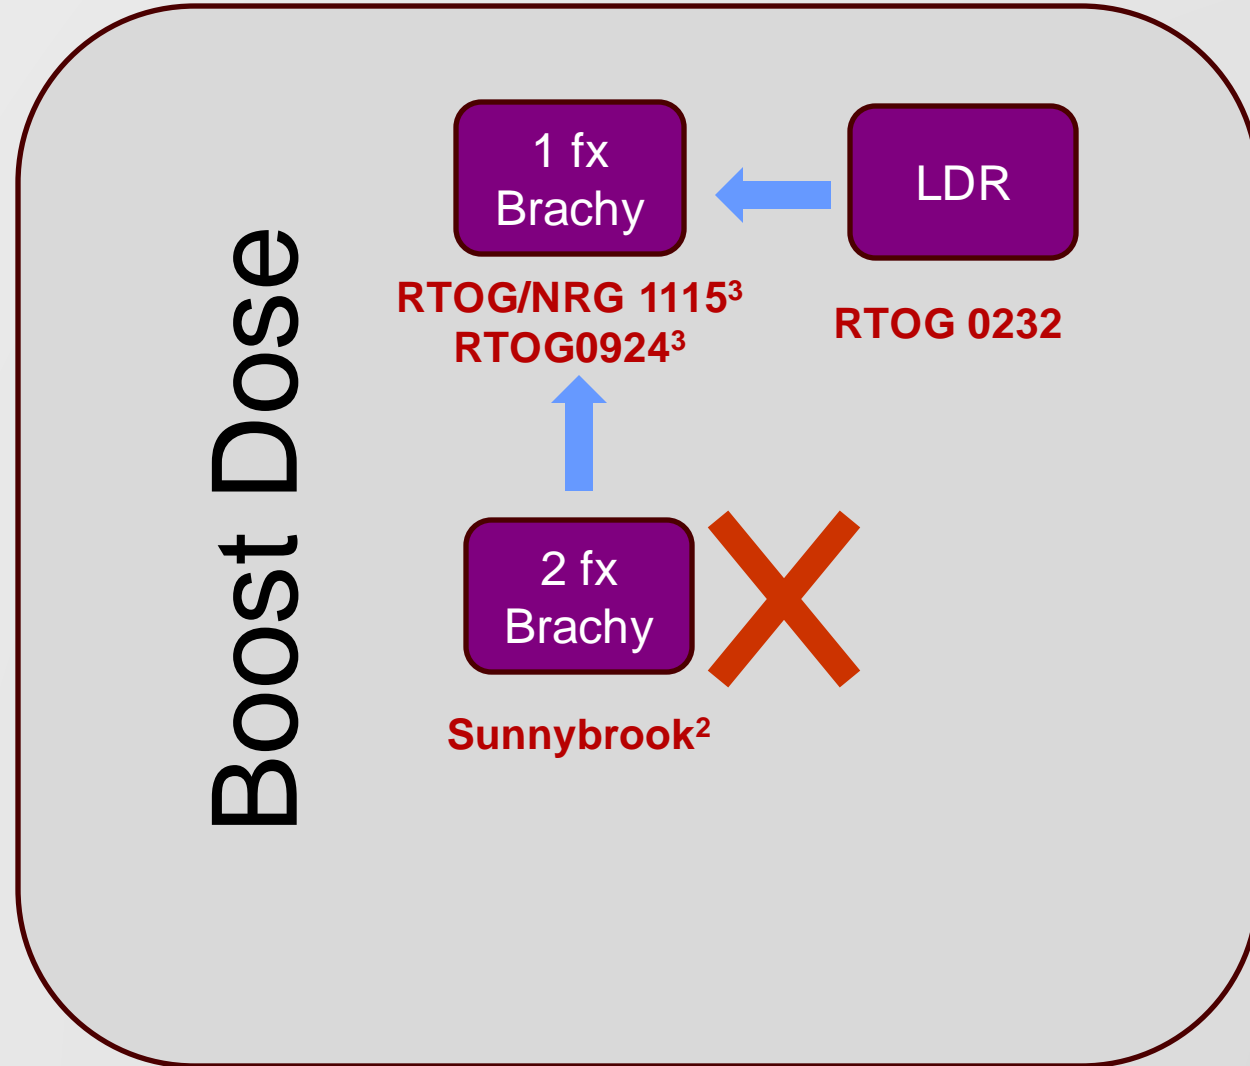 Boost Dose
1 fx
Brachy
LDR
RTOG/NRG 1115³
RTOG0924³
RTOG 0232
2 fx
Brachy
Sunnybrook²